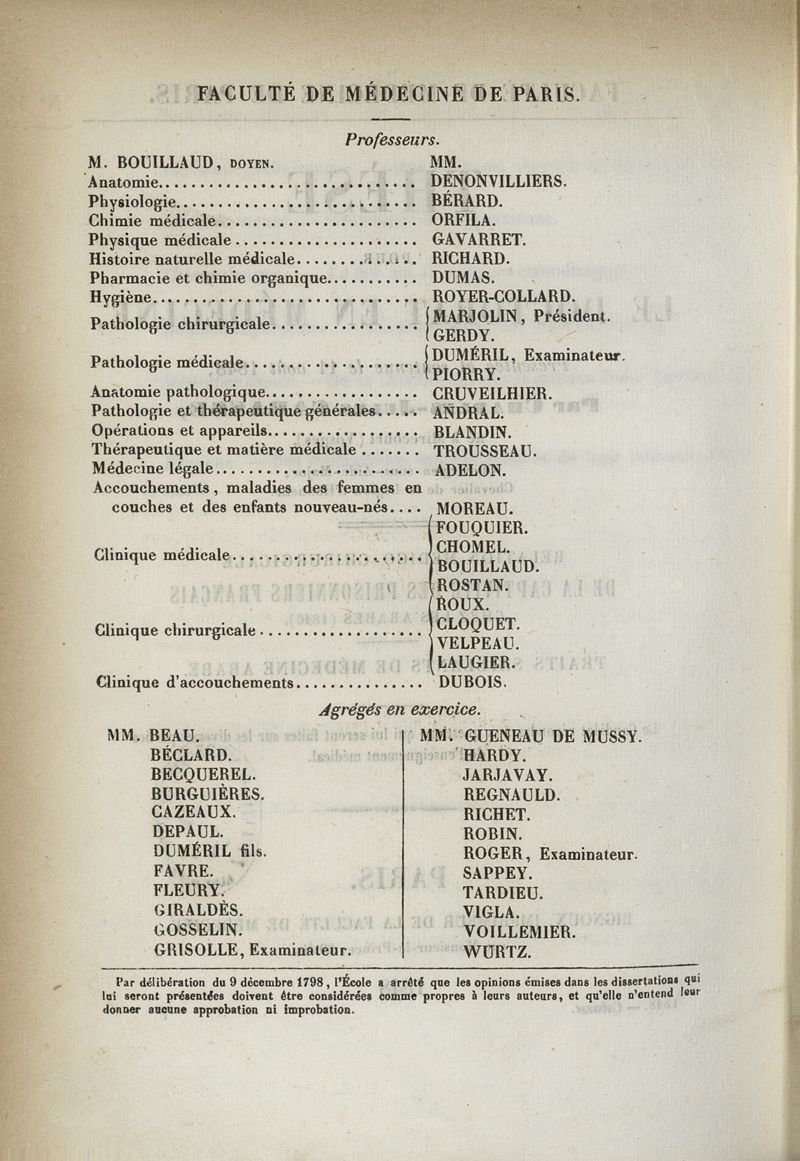 FACULTÉ DE MÉDECINE DE PARIS.
Professeurs.
M. BOUILLAUD, DOYEN. MM.
Anatomie.............................. DENONVILLIERS.
Physiologie............................ BÉRARD.
Chimie médicale........................ ORFILA.
Physique médicale...................... GAVARRET.
Histoire naturelle médicale.............. RICHARD.
Pharmacie et chimie organique........... DUMAS.
Hygiène............................... ROYER-COLLARD.
Pathologie chirurgicale................. { MARJOLIN, Président.
GERDY.
Pathologie médicale.................... { DUMÉRIL, Examinateur.
PIORRY.
Anatomie pathologique.................. CRUVEILHIER.
Pathologie et thérapeutique générales..... ANDRAL.
Opérations et appareils.................. BLANDIN.
Thérapeutique et matière médicale....... TROUSSEAU.
Médecine légale........................ ADELON.
Accouchements, maladies des femmes en
couches et des enfants nouveau-nés.... MOREAU.
Clinique médicale...................... { FOUQUIER.
CHOMEL.
BOUILLAUD.
ROSTAN.
Clinique chirurgicale................... { ROUX.
CLOQUET.
VELPEAU.
LAUGIER.
Clinique d'accouchements............... DUBOIS.
Agrégés en exercice.
MM. BEAU.
BÉCLARD.
BECQUEREL.
BURGUIÈRES.
CAZEAUX.
DEPAUL.
DUMÉRIL fils.
FAVRE.
FLEURY.
GIRALDÈS.
GOSSELIN.
GRISOLLE, Examinateur.
MM. GUENEAU DE MUSSY.
HARDY.
JARJAVAY.
REGNAULD.
RICHET.
ROBIN.
ROGER, Examinateur.
SAPPEY.
TARDIEU.
VIGLA.
VOILLEMIER.
WURTZ.
Par délibération du 9 décembre 1798, l'École a arrêté que les opinions émises dans les dissertations qui
lui seront présentées doivent être considérées comme propres à leurs auteurs, et qu'elle n'entend leur
donner aucune approbation ni improbation.